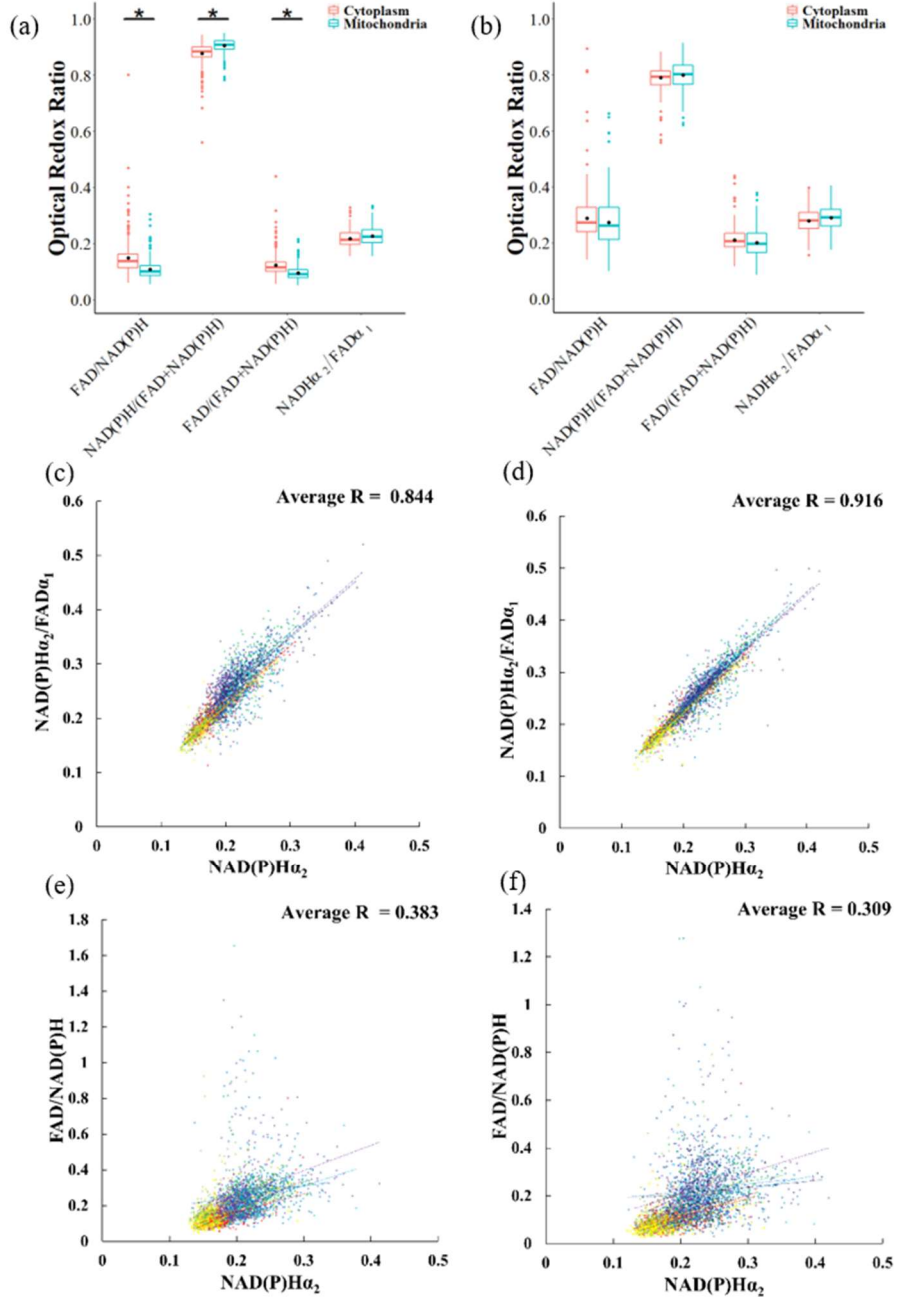 (a)
* * *
Cytoplasm
Mitochondria
Optical Redox Ratio
1.0
0.8
0.6
0.4
0.2
0.0
FAD/NAD(P)H
NAD(P)H/(FAD+NAD(P)H)
FAD/(FAD+NAD(P)H)
NADHα₂/FADα₁
(b)
Cytoplasm
Mitochondria
Optical Redox Ratio
1.0
0.8
0.6
0.4
0.2
0.0
FAD/NAD(P)H
NAD(P)H/(FAD+NAD(P)H)
FAD/(FAD+NAD(P)H)
NADHα₂/FADα₁
(c)
Average R = 0.844
NAD(P)Hα₂/FADα₁
0.6
0.5
0.4
0.3
0.2
0.1
0
0 0.1 0.2 0.3 0.4 0.5
NAD(P)Hα₂
(d)
Average R = 0.916
NAD(P)Hα₂/FADα₁
0.6
0.5
0.4
0.3
0.2
0.1
0
0 0.1 0.2 0.3 0.4 0.5
NAD(P)Hα₂
(e)
Average R = 0.383
FAD/NAD(P)H
1.8
1.6
1.4
1.2
1
0.8
0.6
0.4
0.2
0
0 0.1 0.2 0.3 0.4 0.5
NAD(P)Hα₂
(f)
Average R = 0.309
FAD/NAD(P)H
1.4
1.2
1
0.8
0.6
0.4
0.2
0
0 0.1 0.2 0.3 0.4 0.5
NAD(P)Hα₂